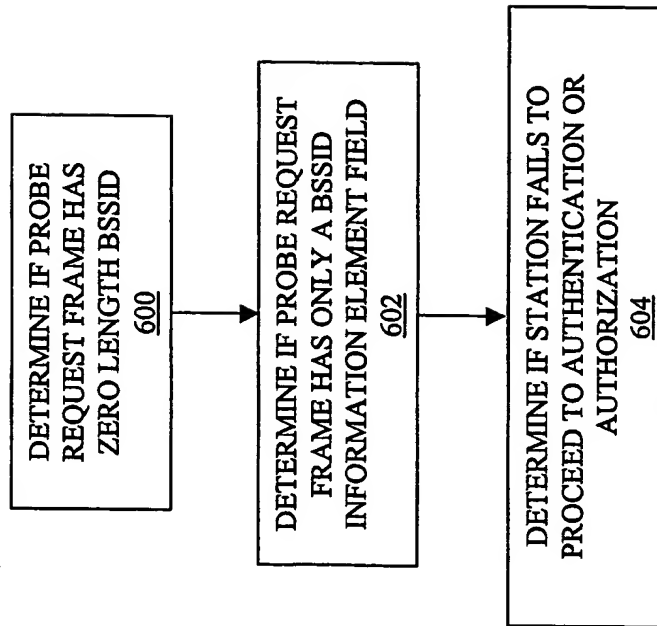 DETERMINE IF PROBE
REQUEST FRAME HAS
ZERO LENGTH BSSID
600
DETERMINE IF PROBE REQUEST
FRAME HAS ONLY A BSSID
INFORMATION ELEMENT FIELD
602
DETERMINE IF STATION FAILS TO
PROCEED TO AUTHENTICATION OR
AUTHORIZATION
604